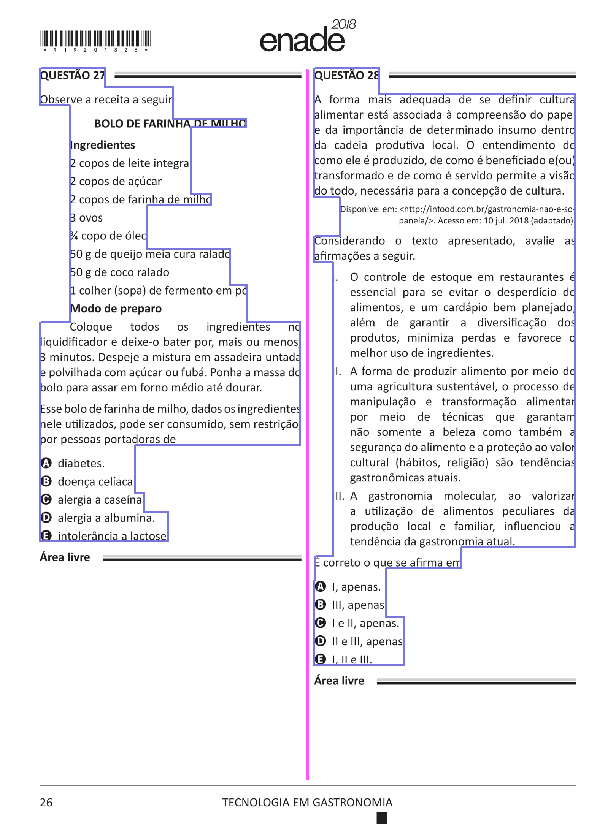 *R1920182б*
enade 2018
QUESTÃO 27
Observe a receita a seguir
BOLO DE FARINHA DE MILHO
Ingredientes
2 copos de leite integra
2 copos de açúcar
2 copos de farinha de milho
3 ovos
¾ copo de óleo
50 g de queijo meia cura ralado
50 g de coco ralado
1 colher (sopa) de fermento em pó
Modo de preparo
Coloque todos os ingredientes no
liquidificador e deixe-o bater por, mais ou menos
3 minutos. Despeje a mistura em assadeira untada
e polvilhada com açúcar ou fubá. Ponha a massa do
bolo para assar em forno médio até dourar.
Esse bolo de farinha de milho, dados os ingredientes
nele utilizados, pode ser consumido, sem restrição
por pessoas portadoras de
A diabetes.
B doença celíaca
C alergia a caseína
D alergia a albumina.
E intolerância a lactose
Área livre
QUESTÃO 28
A forma mais adequada de se definir cultura
alimentar está associada à compreensão do pape
e da importância de determinado insumo dentro
da cadeia produtiva local. O entendimento de
como ele é produzido, de como é beneficiado e(ou)
transformado e de como é servido permite a visão
do todo, necessária para a concepção de cultura.
Disponível em: <http://infood.com.br/gastronomia-nao-e-so-
panela/>. Acesso em: 10 jul. 2018 (adaptado)
Considerando o texto apresentado, avalie as
afirmações a seguir.
I. O controle de estoque em restaurantes é
essencial para se evitar o desperdício de
alimentos, e um cardápio bem planejado,
além de garantir a diversificação dos
produtos, minimiza perdas e favorece o
melhor uso de ingredientes.
II. A forma de produzir alimento por meio de
uma agricultura sustentável, o processo de
manipulação e transformação alimentar
por meio de técnicas que garantam
não somente a beleza como também a
segurança do alimento e a proteção ao valor
cultural (hábitos, religião) são tendências
gastronômicas atuais.
III. A gastronomia molecular, ao valorizar
a utilização de alimentos peculiares da
produção local e familiar, influenciou a
tendência da gastronomia atual.
É correto o que se afirma em
A I, apenas.
B III, apenas
C I e II, apenas.
D II e III, apenas
E I, II e III.
Área livre
26
TECNOLOGIA EM GASTRONOMIA